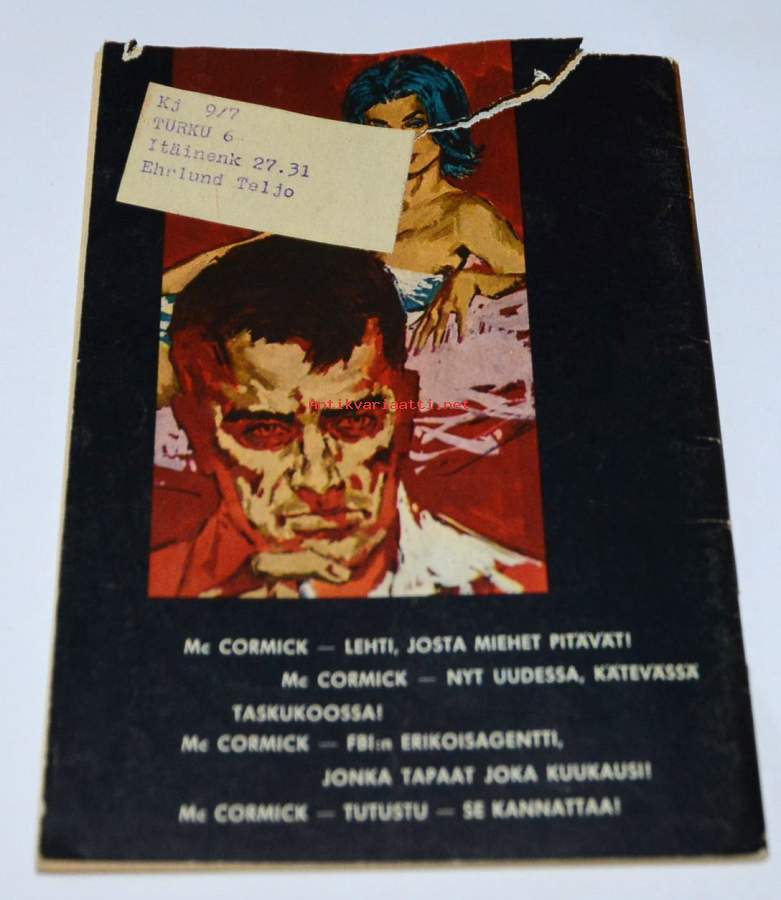 Kj 9/7
TURKU 6
Itäinenk 27.31
Ehrlund Teljo
Antikvariaatti.net
Mc CORMICK — LEHTI, JOSTA MIEHET PITÄVÄT!
Mc CORMICK — NYT UUDESSA, KÄTEVÄSSÄ
TASKUKOOSSA!
Mc CORMICK — FBI:n ERIKOISAGENTTI,
JONKA TAPAAT JOKA KUUKAUSI!
Mc CORMICK — TUTUSTU — SE KANNATTAA!